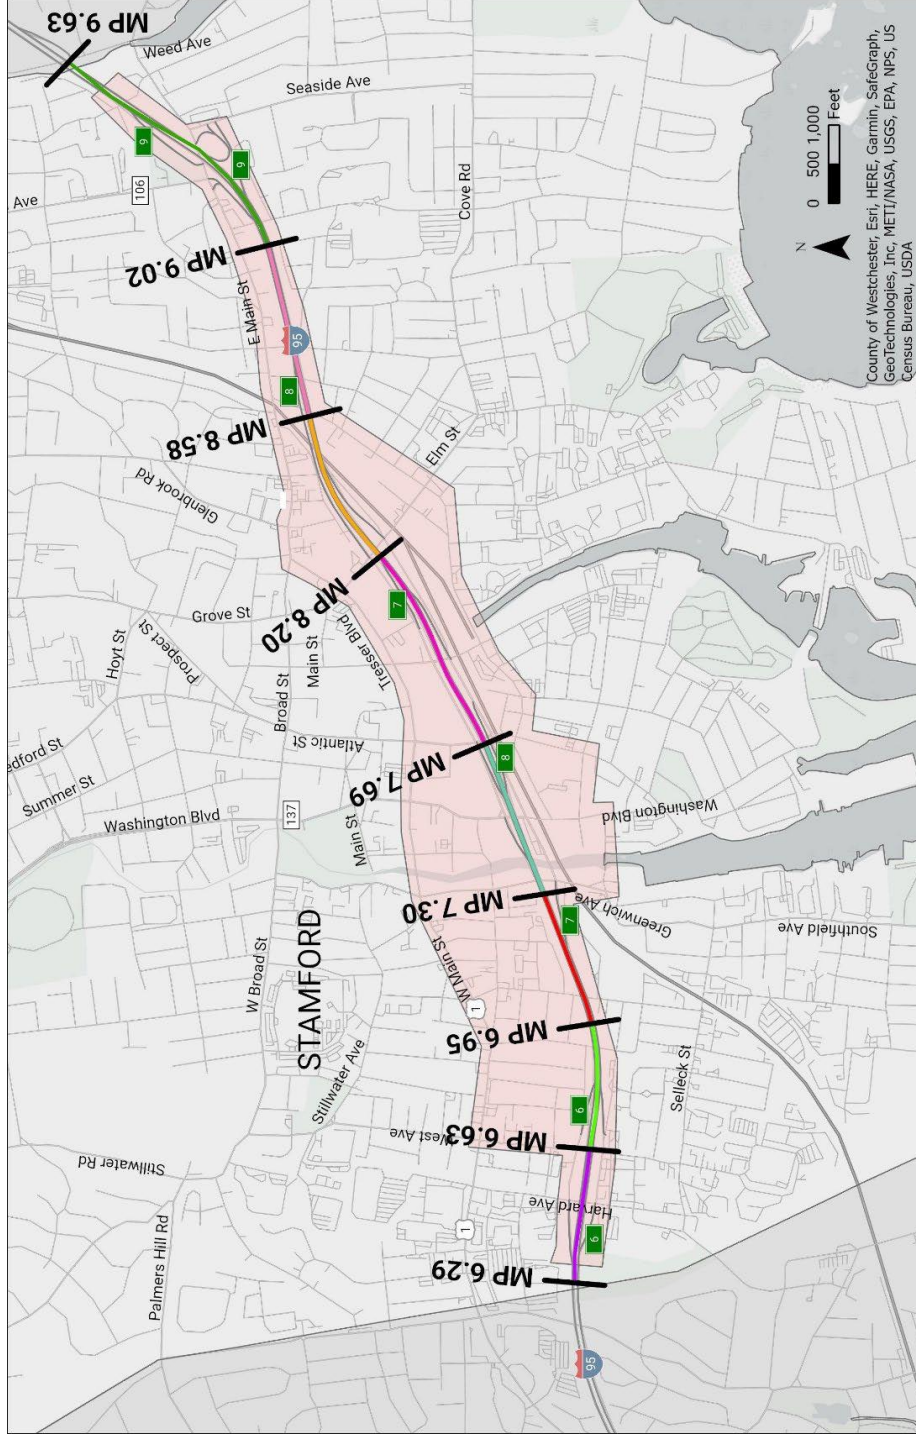 MP 9.63
Weed Ave
Seaside Ave
9
9
106
Ave
Cove Rd
MP 9.02
E Main St
95
8
MP 8.58
Glenbrook Rd
Elm St
MP 8.20
7
Grove St
Hoyt St
Prospect St
Main St
Broad St
Tresser Blvd
Atlantic St
edford St
Summer St
MP 7.69
8
Washington Blvd
137
Main St
Washington Blvd
MP 7.30
7
Greenwich Ave
Southfield Ave
W Broad St
STAMFORD
W Main St
1
MP 6.95
Stillwater Ave
Selleck St
6
West Ave
MP 6.63
Stillwater Rd
Harvard Ave
1
6
Palmers Hill Rd
MP 6.29
95
N
0 500 1,000
Feet
County of Westchester, Esri, HERE, Garmin, SafeGraph,
GeoTechnologies, Inc, METI/NASA, USGS, EPA, NPS, US
Census Bureau, USDA